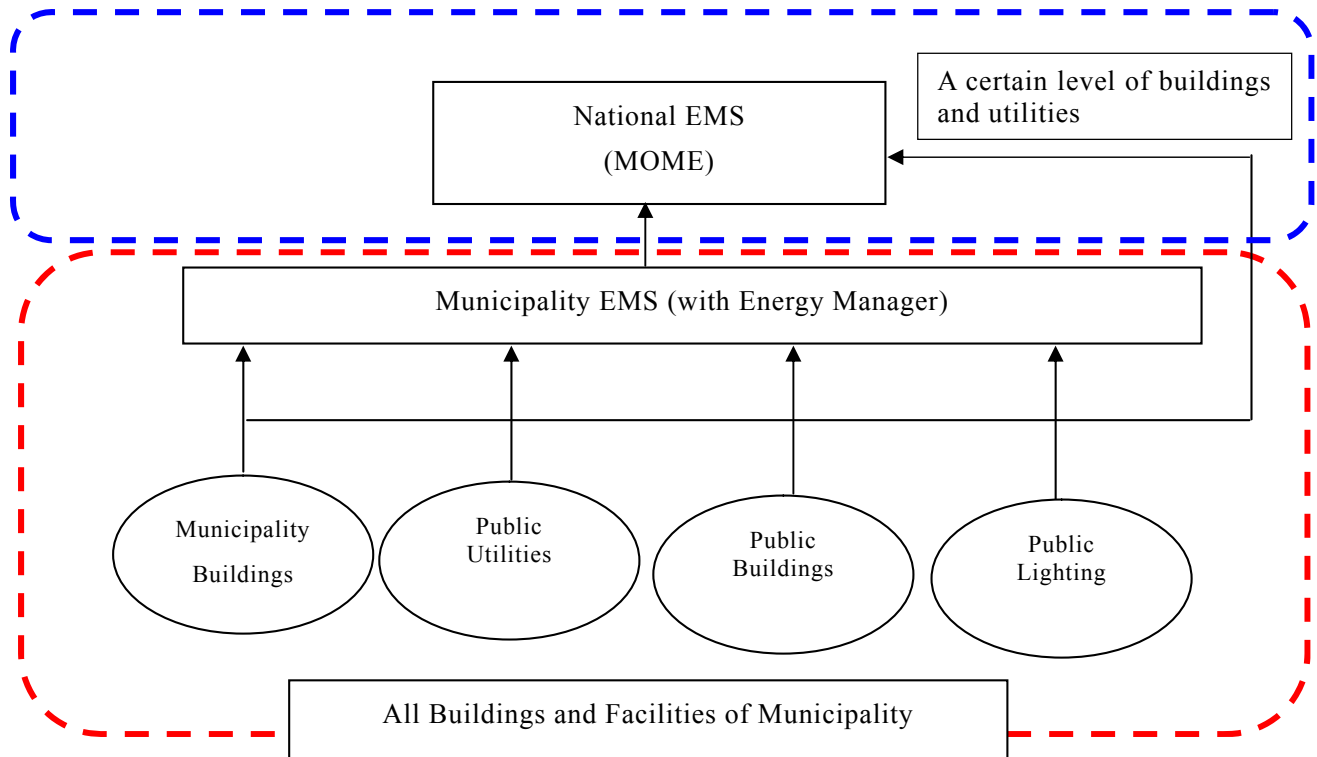 A certain level of buildings
and utilities
National EMS
(MOME)
Municipality EMS (with Energy Manager)
Municipality
Buildings
Public
Utilities
Public
Buildings
Public
Lighting
All Buildings and Facilities of Municipality